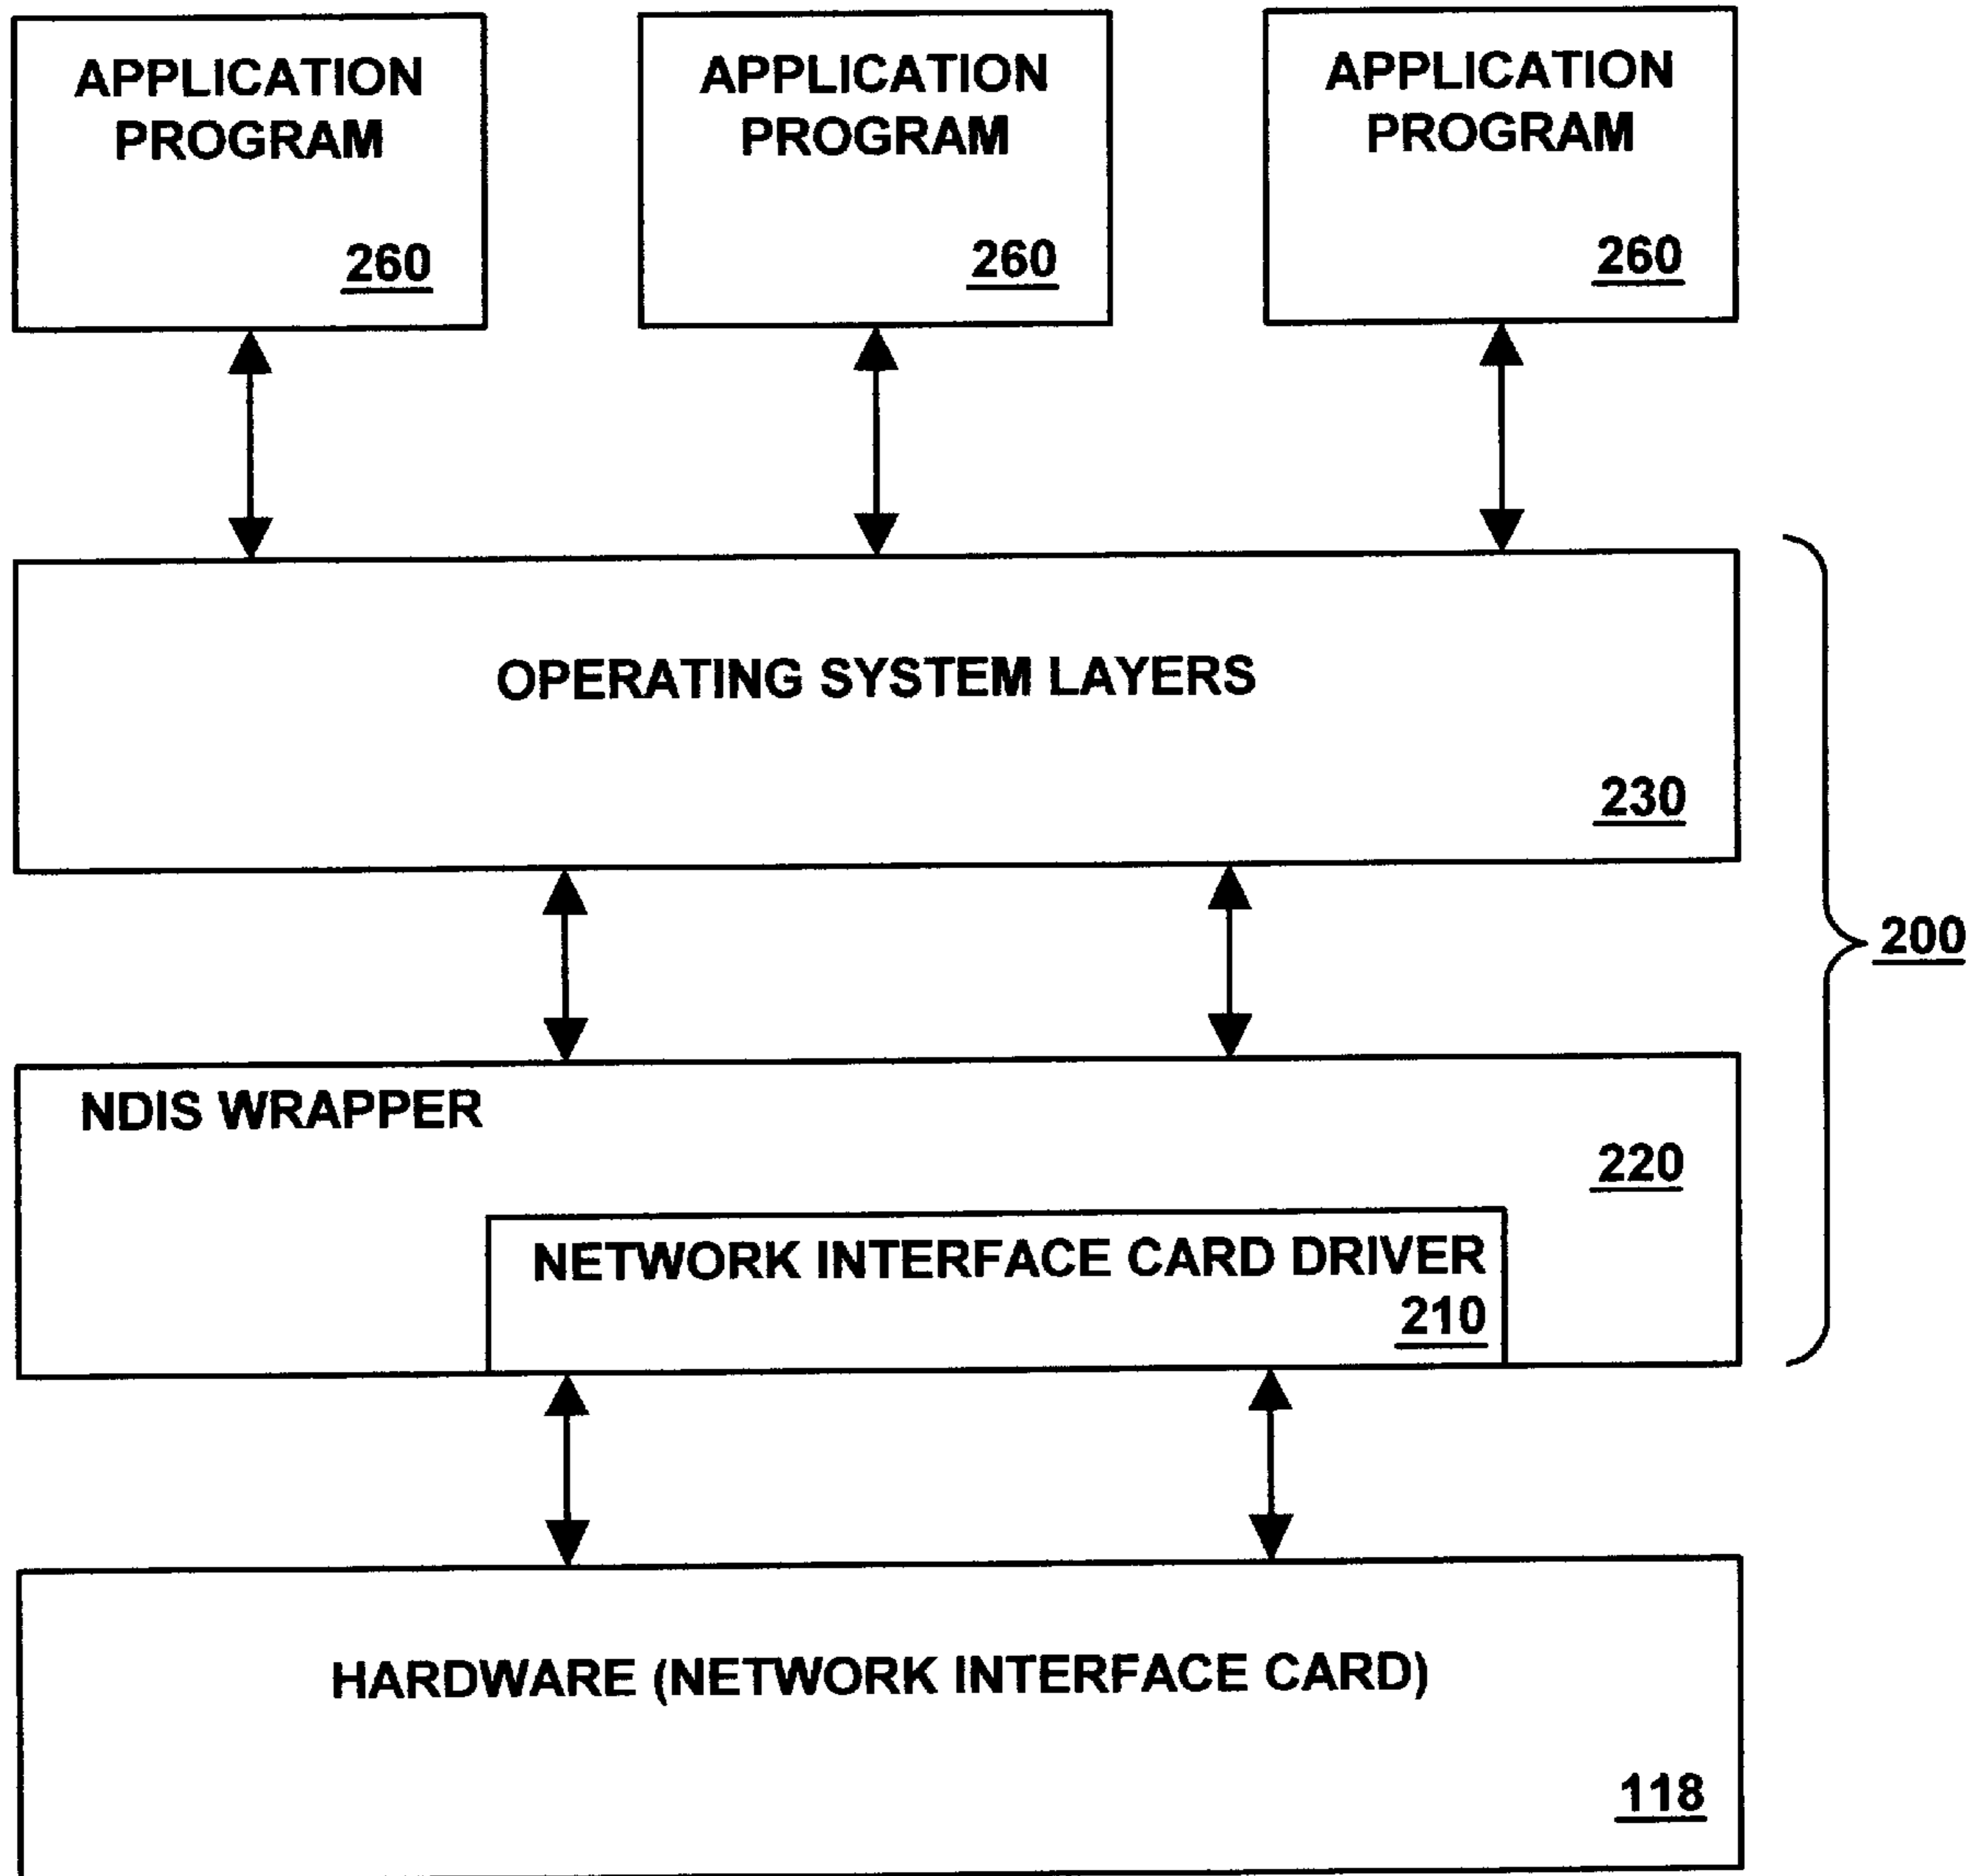 APPLICATION
PROGRAM
260
APPLICATION
PROGRAM
260
APPLICATION
PROGRAM
260
OPERATING SYSTEM LAYERS
230
200
NDIS WRAPPER
220
NETWORK INTERFACE CARD DRIVER
210
HARDWARE (NETWORK INTERFACE CARD)
118